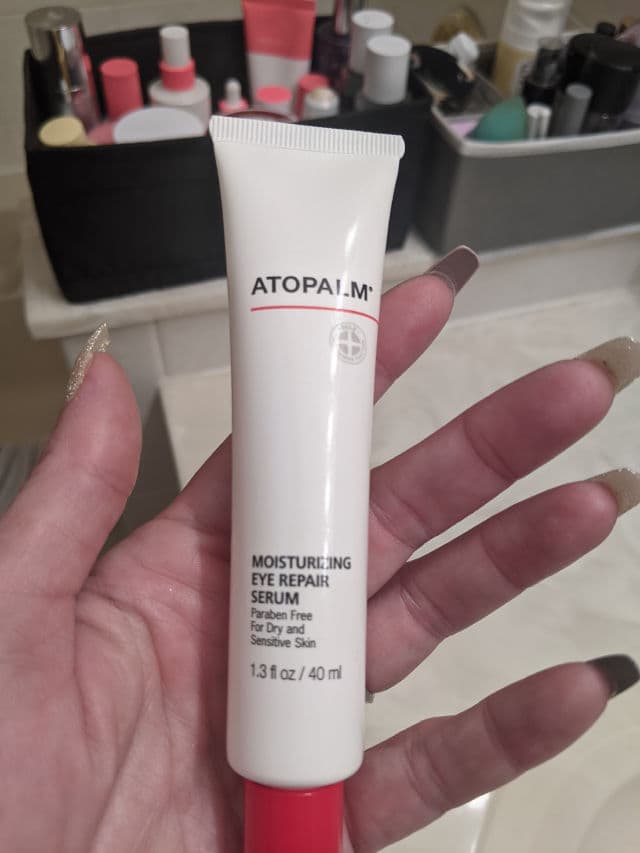 ATOPALM®
MOISTURIZING
EYE REPAIR
SERUM
Paraben Free
For Dry and
Sensitive Skin
1.3 fl oz / 40 ml